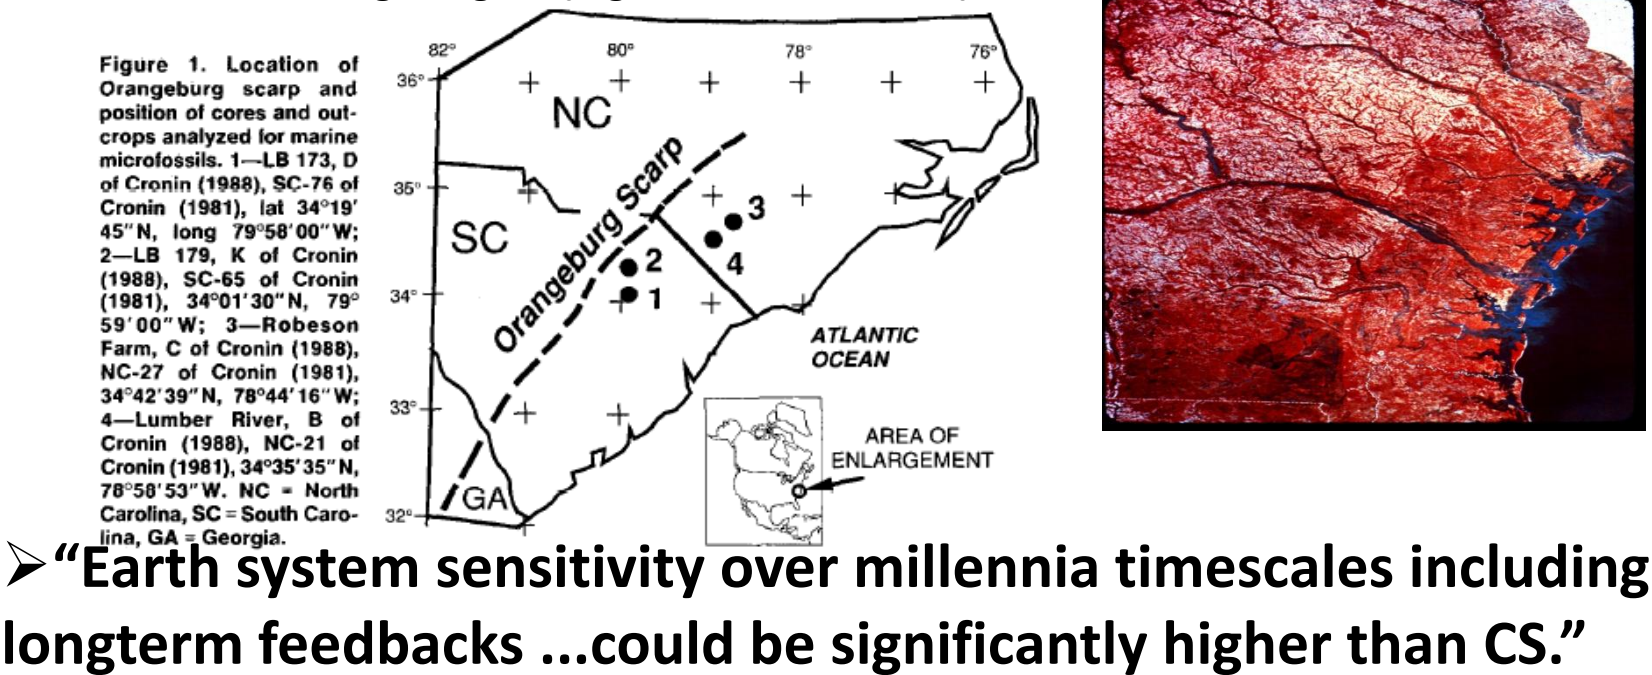 Figure 1. Location of
Orangeburg scarp and
position of cores and out-
crops analyzed for marine
microfossils. 1—LB 173, D
of Cronin (1988), SC-76 of
Cronin (1981), lat 34°19′
45″N, long 79°58′00″W;
2—LB 179, K of Cronin
(1988), SC-65 of Cronin
(1981), 34°01′30″N, 79°
59′00″W; 3—Robeson
Farm, C of Cronin (1988),
NC-27 of Cronin (1981),
34°42′39″N, 78°44′16″W;
4—Lumber River, B of
Cronin (1988), NC-21 of
Cronin (1981), 34°35′35″N,
78°58′53″W. NC = North
Carolina, SC = South Caro-
lina, GA = Georgia.
82° 80° 78° 76°
36°
NC
Orangeburg Scarp
35°
3
SC
2
4
34°
1
ATLANTIC
OCEAN
33°
AREA OF
ENLARGEMENT
GA
32°
➢“Earth system sensitivity over millennia timescales including
longterm feedbacks ...could be significantly higher than CS.”